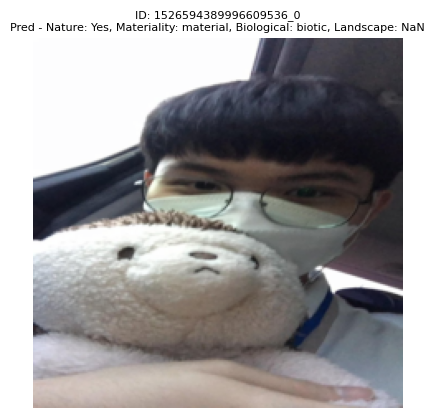 ID: 1526594389996609536_0
Pred - Nature: Yes, Materiality: material, Biological: biotic, Landscape: NaN